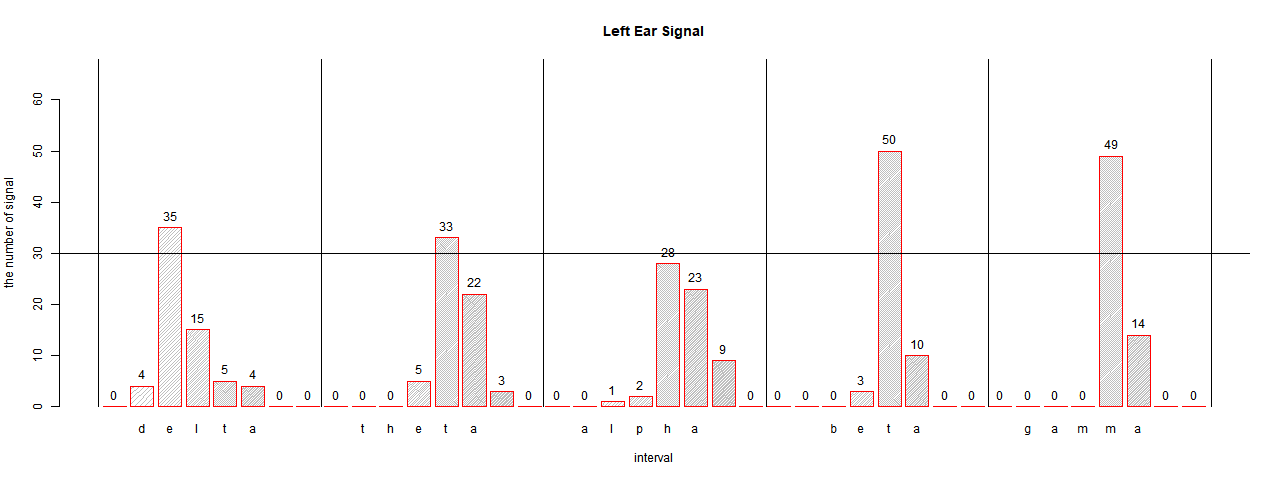 Left Ear Signal
the number of signal
60
50
40
30
20
10
0
0 4 35 15 5 4 0 0
0 0 0 5 33 22 3 0
0 0 1 2 28 23 9 0
0 0 0 3 50 10 0 0
0 0 0 0 49 14 0 0
d e l t a t h e t a a l p h a b e t a g a m m a
interval